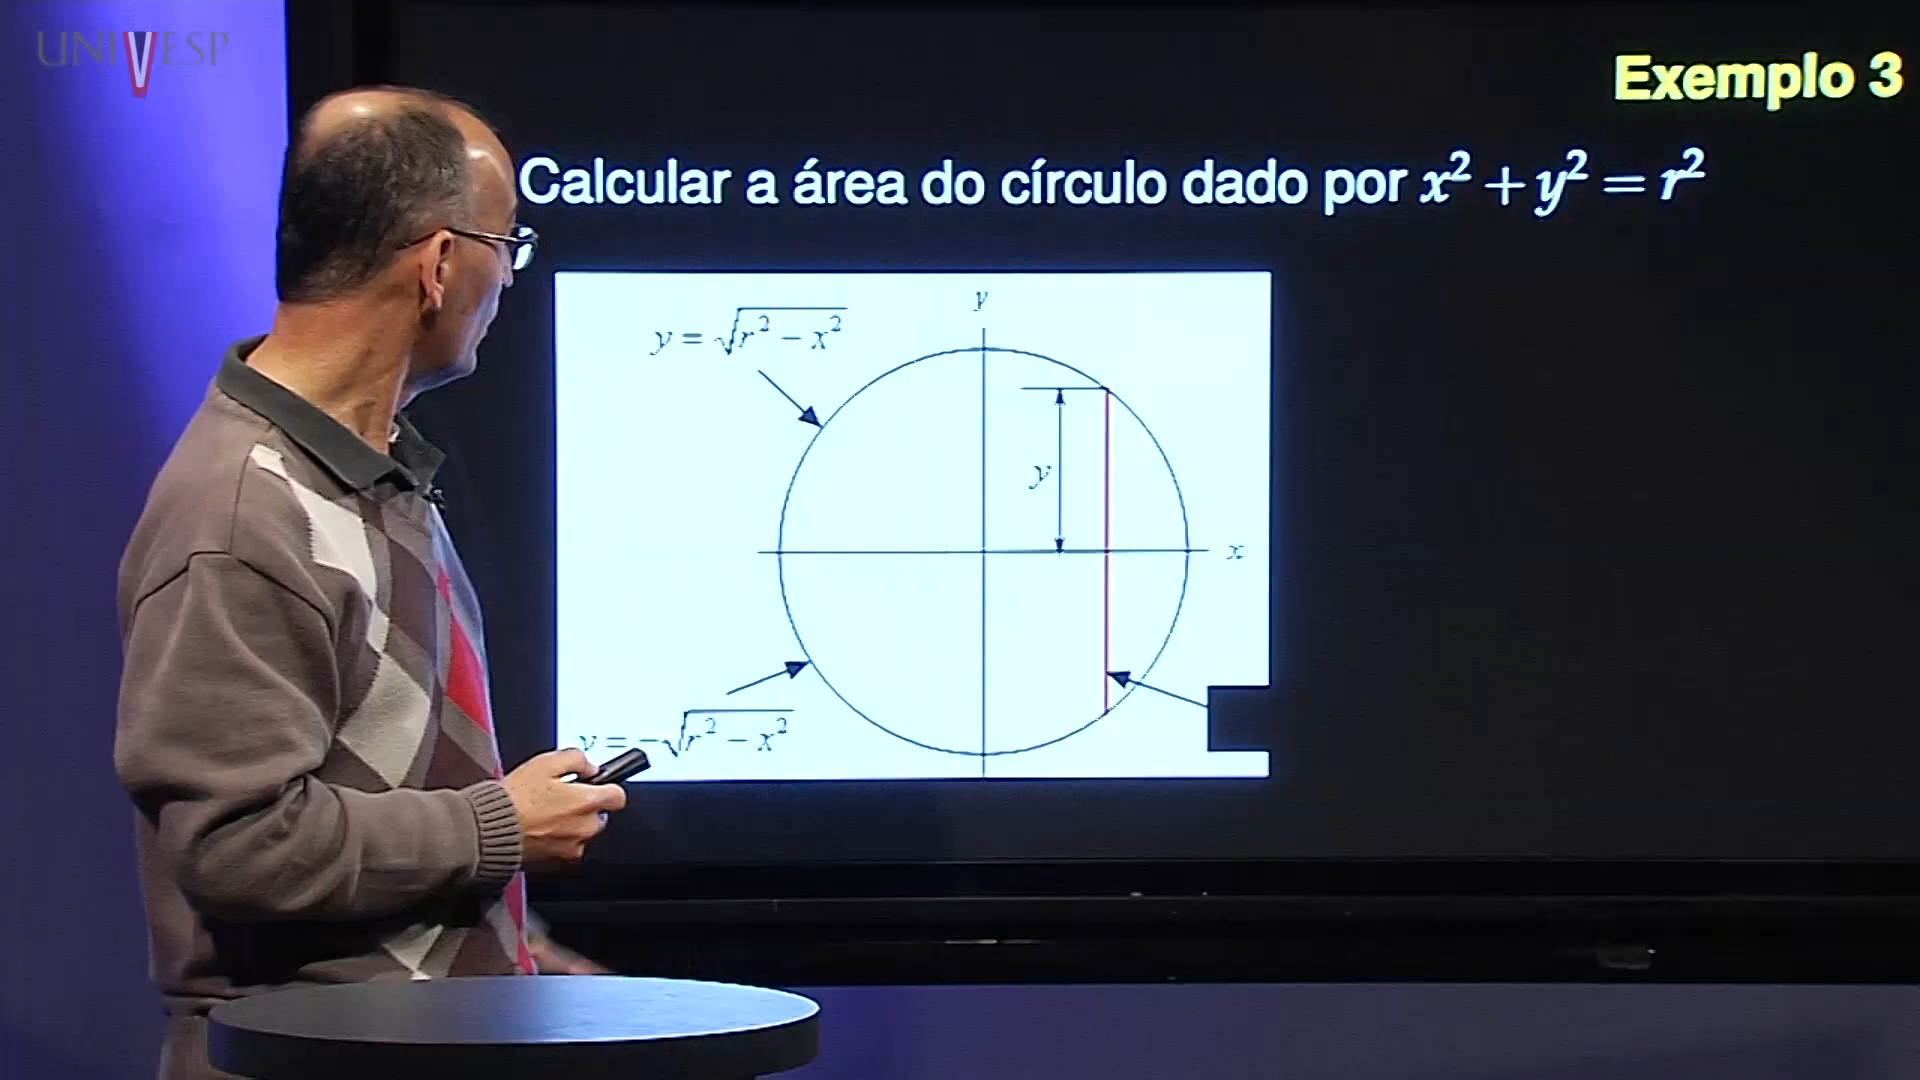 UNIVESP
Exemplo 3
Calcular a área do círculo dado por x² + y² = r²
y
y = √(r² − x²)
y
x
y = −√(r² − x²)